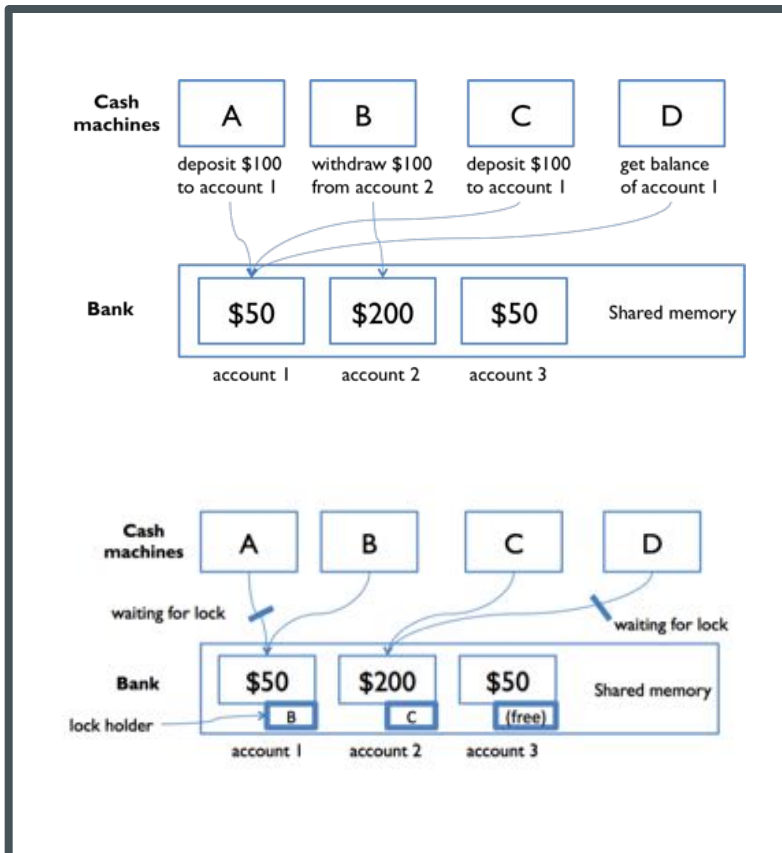 Cash
machines
A
B
C
D
deposit $100
to account 1
withdraw $100
from account 2
deposit $100
to account 1
get balance
of account 1
Bank
$50
$200
$50
Shared memory
account 1
account 2
account 3
Cash
machines
A
B
C
D
waiting for lock
waiting for lock
Bank
$50
$200
$50
Shared memory
lock holder
B
C
(free)
account 1
account 2
account 3